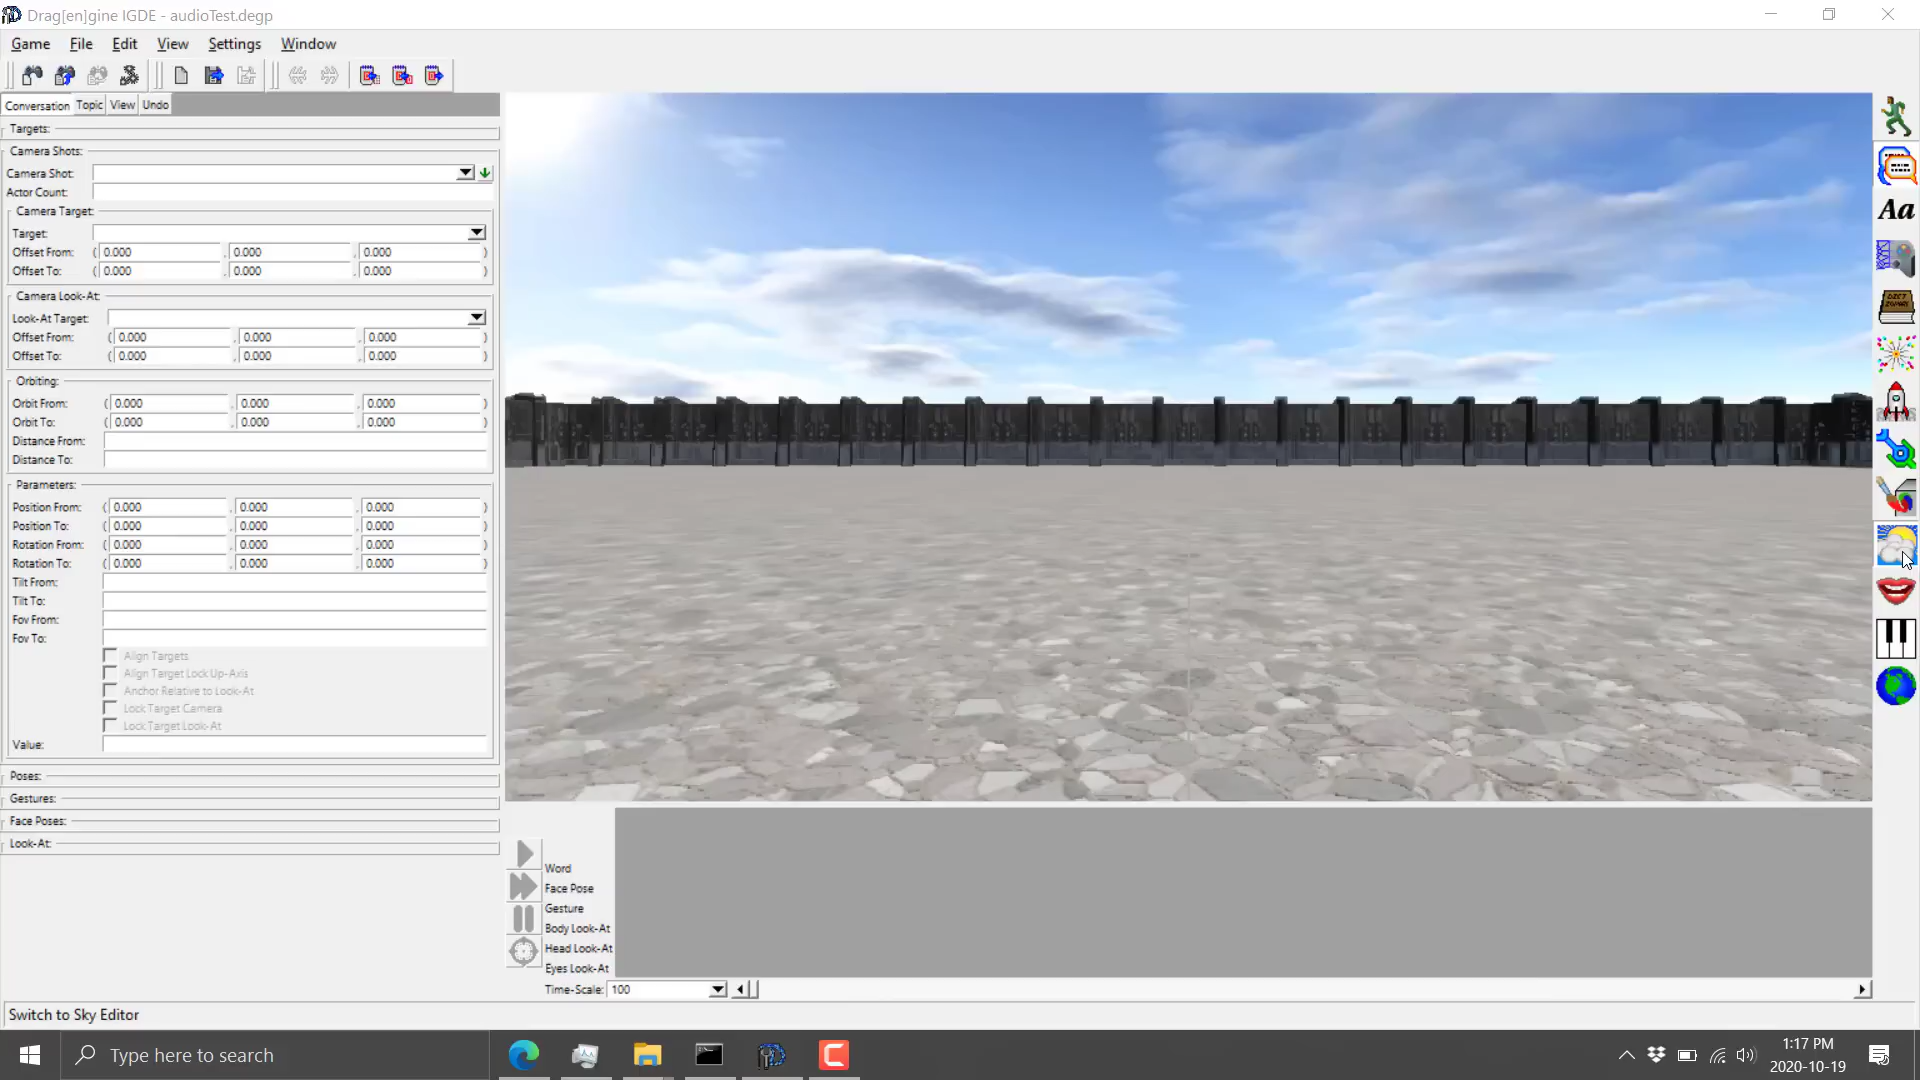 Drag[en]gine IGDE - audioTest.degp
Game File Edit View Settings Window
Conversation Topic View Undo
Targets:
Camera Shots:
Camera Shot:
Actor Count:
Camera Target:
Target:
Offset From: ( 0.000 , 0.000 , 0.000 )
Offset To: ( 0.000 , 0.000 , 0.000 )
Camera Look-At:
Look-At Target:
Offset From: ( 0.000 , 0.000 , 0.000 )
Offset To: ( 0.000 , 0.000 , 0.000 )
Orbiting:
Orbit From: ( 0.000 , 0.000 , 0.000 )
Orbit To: ( 0.000 , 0.000 , 0.000 )
Distance From:
Distance To:
Parameters:
Position From: ( 0.000 , 0.000 , 0.000 )
Position To: ( 0.000 , 0.000 , 0.000 )
Rotation From: ( 0.000 , 0.000 , 0.000 )
Rotation To: ( 0.000 , 0.000 , 0.000 )
Tilt From:
Tilt To:
Fov From:
Fov To:
Align Targets
Align Target Lock Up-Axis
Anchor Relative to Look-At
Lock Target Camera
Lock Target Look-At
Value:
Poses:
Gestures:
Face Poses:
Look-At:
Aa
Word
Face Pose
Gesture
Body Look-At
Head Look-At
Eyes Look-At
Time-Scale: 100
Switch to Sky Editor
Type here to search
1:17 PM
2020-10-19